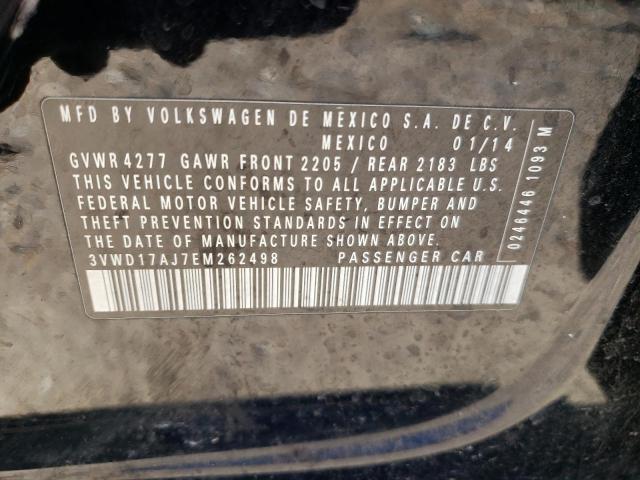 MFD BY VOLKSWAGEN DE MEXICO S.A. DE C.V.
MEXICO 01/14
GVWR 4277 GAWR FRONT 2205 / REAR 2183 LBS
THIS VEHICLE CONFORMS TO ALL APPLICABLE U.S.
FEDERAL MOTOR VEHICLE SAFETY, BUMPER AND
THEFT PREVENTION STANDARDS IN EFFECT ON
THE DATE OF MANUFACTURE SHOWN ABOVE.
3VWD17AJ7EM262498 PASSENGER CAR
0246446 1093 M